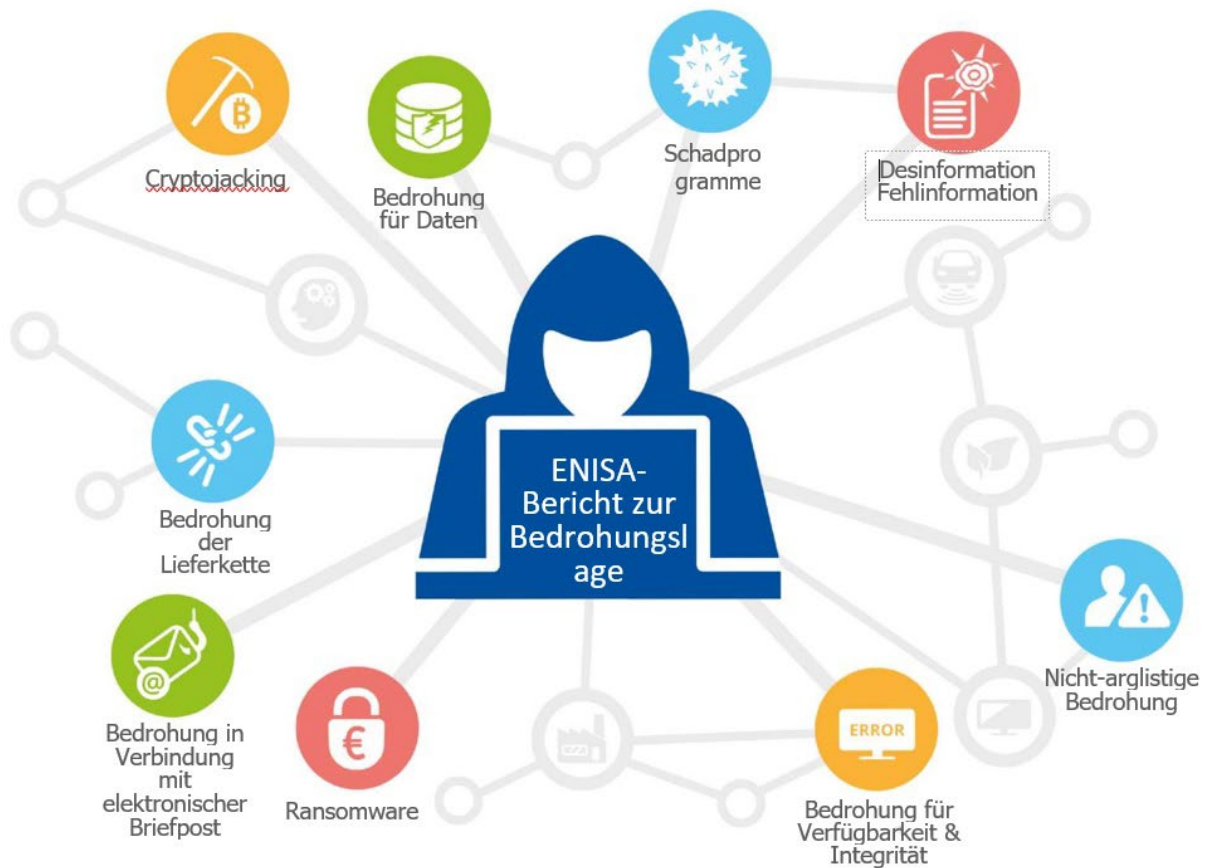 Cryptojacking
Bedrohung
für Daten
Schadpro
gramme
Desinformation
Fehlinformation
ENISA-
Bericht zur
Bedrohungsl
age
Bedrohung
der
Lieferkette
@
Bedrohung in
Verbindung
mit
elektronischer
Briefpost
€
Ransomware
ERROR
Bedrohung für
Verfügbarkeit &
Integrität
Nicht-arglistige
Bedrohung